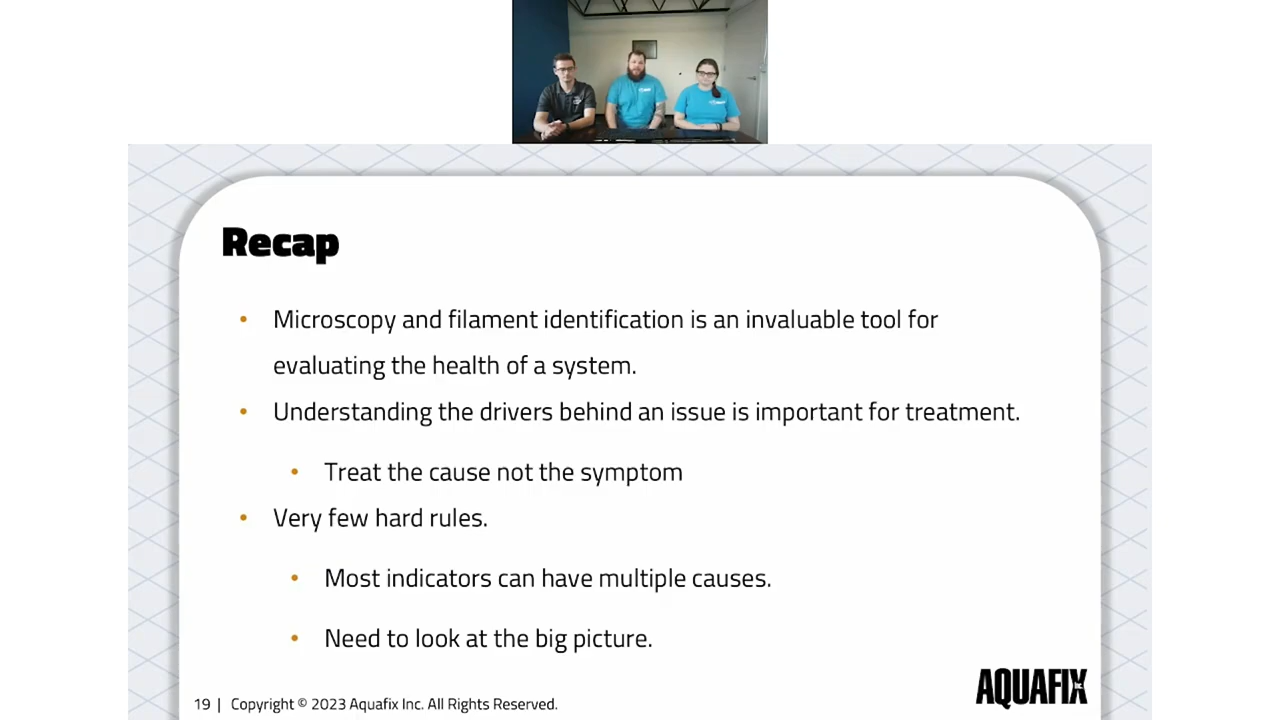 Recap
• Microscopy and filament identification is an invaluable tool for
evaluating the health of a system.
• Understanding the drivers behind an issue is important for treatment.
• Treat the cause not the symptom
• Very few hard rules.
• Most indicators can have multiple causes.
• Need to look at the big picture.
19 | Copyright © 2023 Aquafix Inc. All Rights Reserved.
AQUAFIX